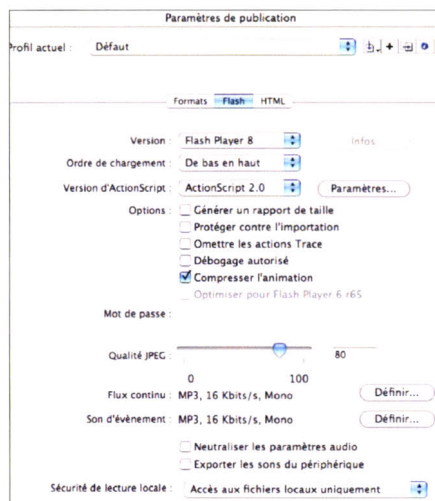 Paramètres de publication
Profil actuel : Défaut
Formats Flash HTML
Version : Flash Player 8 Infos
Ordre de chargement : De bas en haut
Version d'ActionScript : ActionScript 2.0 Paramètres...
Options : Générer un rapport de taille
Protéger contre l'importation
Omettre les actions Trace
Débogage autorisé
Compresser l'animation
Optimiser pour Flash Player 6 r65
Mot de passe :
Qualité JPEG : 80
0 100
Flux continu : MP3, 16 Kbits/s, Mono Définir...
Son d'évènement : MP3, 16 Kbits/s, Mono Définir...
Neutraliser les paramètres audio
Exporter les sons du périphérique
Sécurité de lecture locale : Accès aux fichiers locaux uniquement